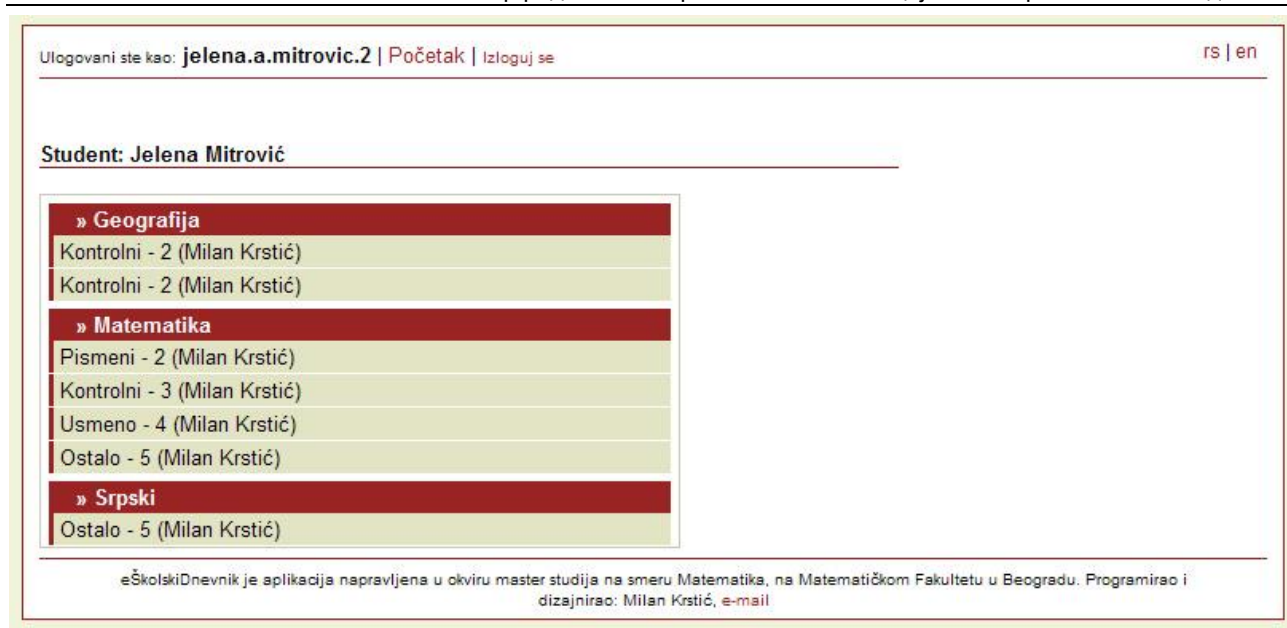 Ulogovani ste kao: jelena.a.mitrovic.2 | Početak | Izloguj se
rs | en
Student: Jelena Mitrović
» Geografija
Kontrolni - 2 (Milan Krstić)
Kontrolni - 2 (Milan Krstić)
» Matematika
Pismeni - 2 (Milan Krstić)
Kontrolni - 3 (Milan Krstić)
Usmeno - 4 (Milan Krstić)
Ostalo - 5 (Milan Krstić)
» Srpski
Ostalo - 5 (Milan Krstić)
eŠkolskiDnevnik je aplikacija napravljena u okviru master studija na smeru Matematika, na Matematičkom Fakultetu u Beogradu. Programirao i
dizajnirao: Milan Krstić, e-mail